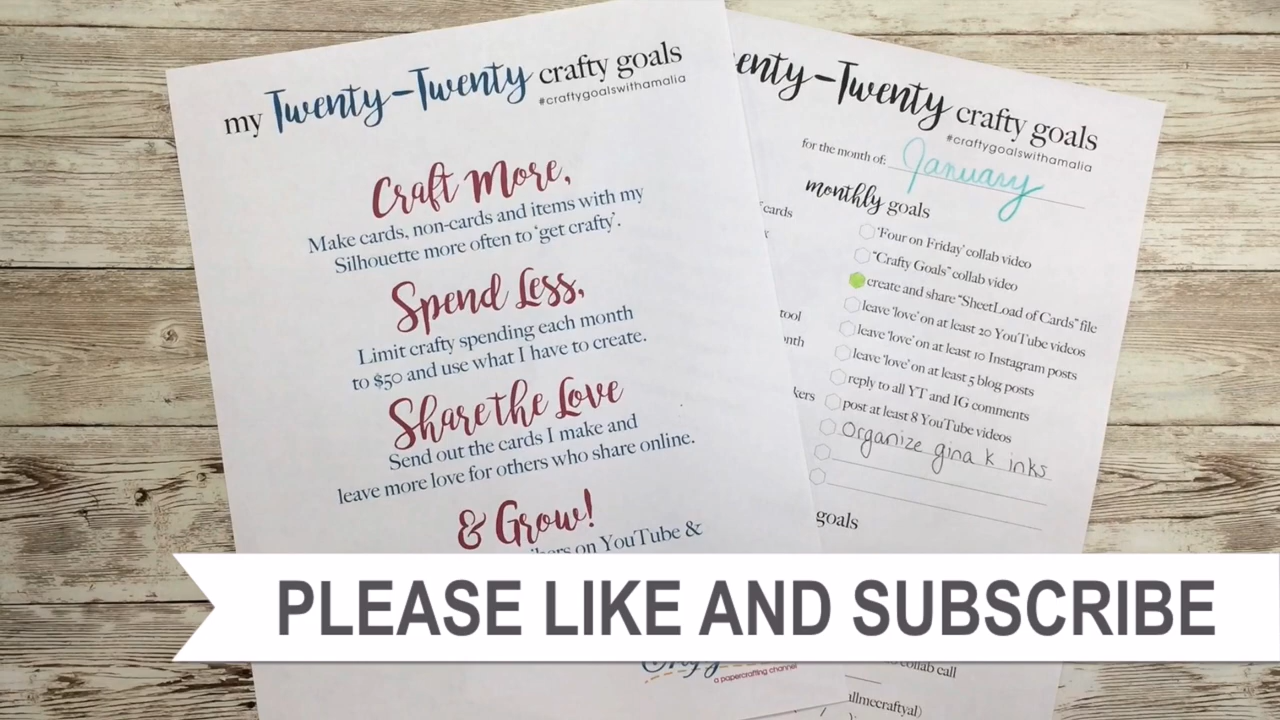 my Twenty-Twenty crafty goals
#craftygoalswithamalia
Craft More,
Make cards, non-cards and items with my
Silhouette more often to 'get crafty'.
Spend Less,
Limit crafty spending each month
to $50 and use what I have to create.
Share the Love
Send out the cards I make and
leave more love for others who share online.
& Grow!
on YouTube &
a papercrafting channel
crafty goals
#craftygoalswithamalia
for the month of: January
monthly goals
'Four on Friday' collab video
"Crafty Goals" collab video
create and share "SheetLoad of Cards" file
leave 'love' on at least 20 YouTube videos
leave 'love' on at least 10 Instagram posts
leave 'love' on at least 5 blog posts
reply to all YT and IG comments
post at least 8 YouTube videos
Organize gina k inks
cards
tool
goals
PLEASE LIKE AND SUBSCRIBE
collab call